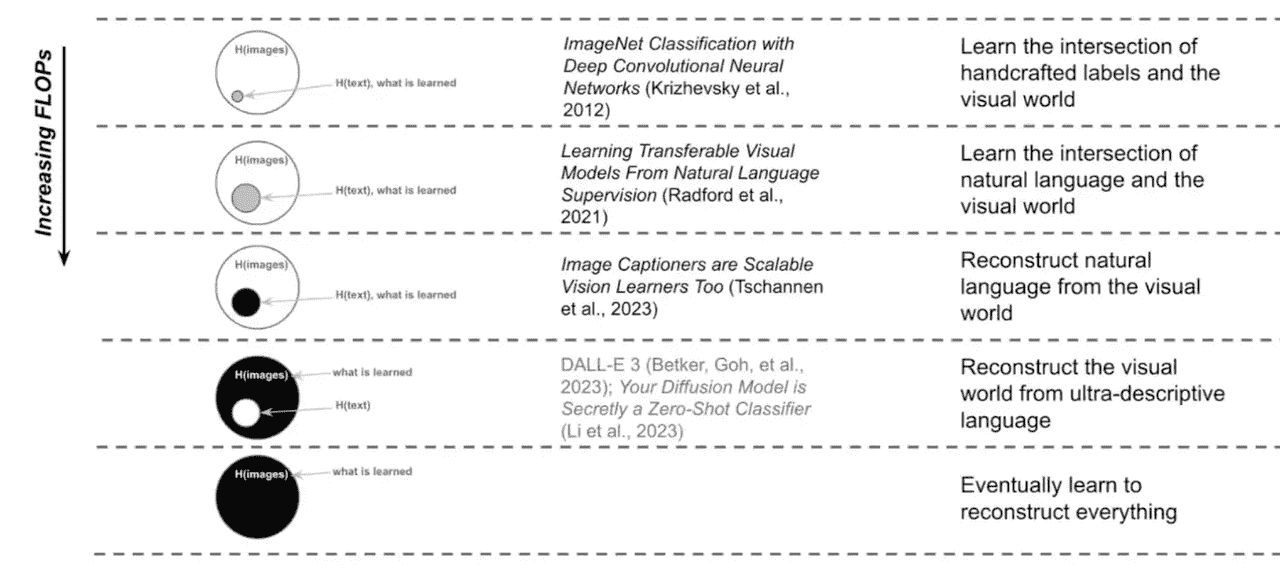 Increasing FLOPs
H(images)
H(text), what is learned
ImageNet Classification with
Deep Convolutional Neural
Networks (Krizhevsky et al.,
2012)
Learn the intersection of
handcrafted labels and the
visual world
H(images)
H(text), what is learned
Learning Transferable Visual
Models From Natural Language
Supervision (Radford et al.,
2021)
Learn the intersection of
natural language and the
visual world
H(images)
H(text), what is learned
Image Captioners are Scalable
Vision Learners Too (Tschannen
et al., 2023)
Reconstruct natural
language from the visual
world
H(images)
what is learned
H(text)
DALL-E 3 (Betker, Goh, et al.,
2023); Your Diffusion Model is
Secretly a Zero-Shot Classifier
(Li et al., 2023)
Reconstruct the visual
world from ultra-descriptive
language
H(images)
what is learned
Eventually learn to
reconstruct everything